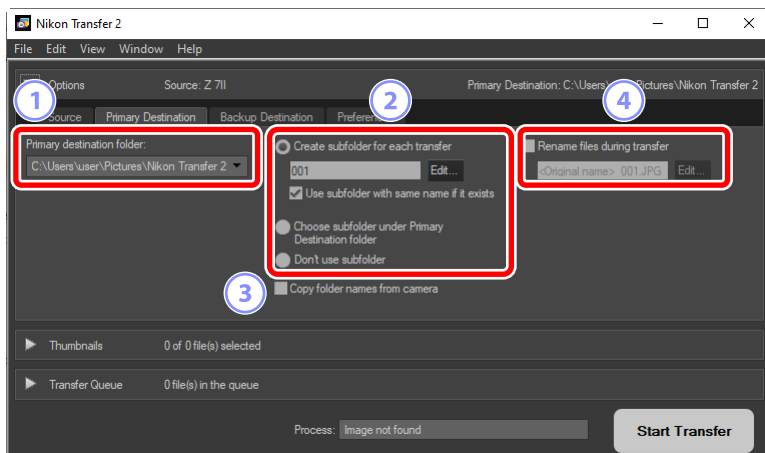 Nikon Transfer 2
File Edit View Window Help
Options Source: Z 7II Primary Destination: C:\Users\ Pictures\Nikon Transfer 2
1 2 4
Source Primary Destination Backup Destination
Primary destination folder:
C:\Users\user\Pictures\Nikon Transfer 2
Create subfolder for each transfer
001 Edit...
Use subfolder with same name if it exists
Choose subfolder under Primary
Destination folder
Don't use subfolder
3
Copy folder names from camera
Rename files during transfer
<Original name> 001.JPG Edit...
Thumbnails 0 of 0 file(s) selected
Transfer Queue 0 file(s) in the queue
Process: Image not found
Start Transfer